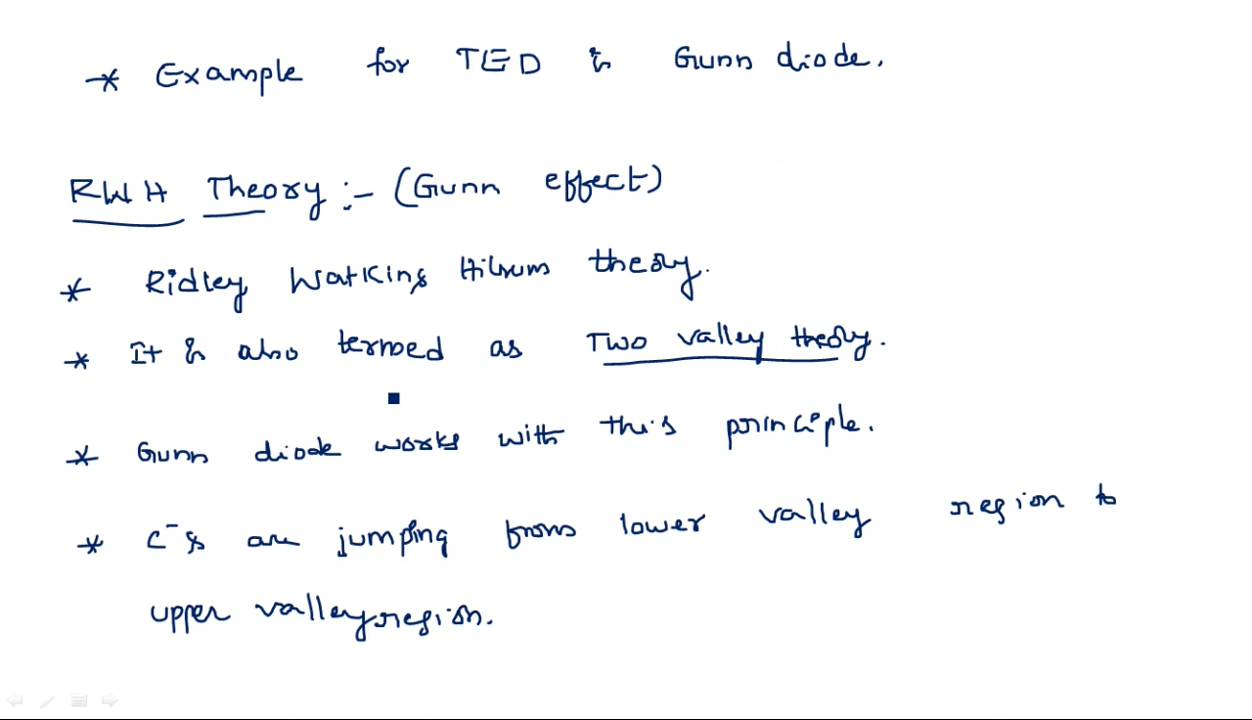 * Example for TED is Gunn diode.
RWH Theory :- (Gunn effect)
* Ridley Watking Hilsum theory.
* It is also termed as Two valley theory.
* Gunn diode works with this principle.
* e⁻s are jumping from lower valley region to
upper valley region.